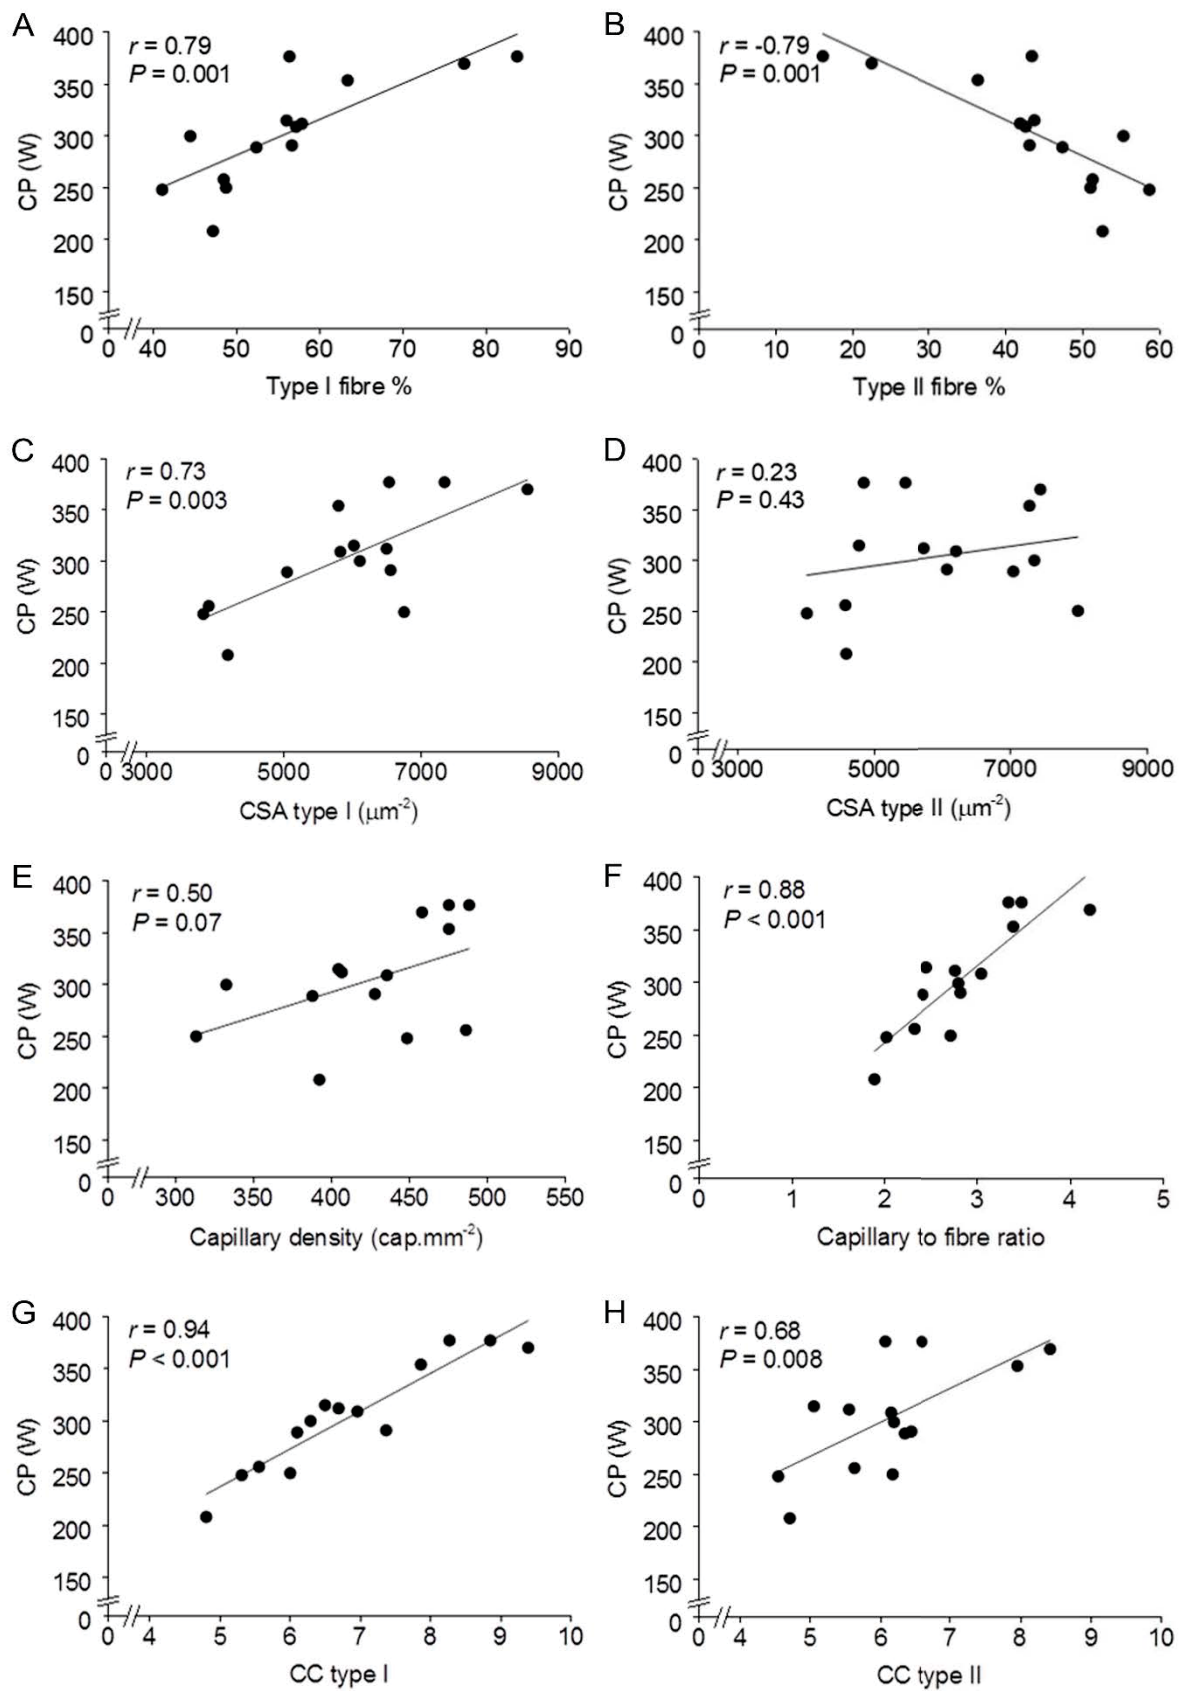 A
r = 0.79
P = 0.001
400
350
300
250
200
150
0
CP (W)
0 40 50 60 70 80 90
Type I fibre %
B
r = -0.79
P = 0.001
400
350
300
250
200
150
0
CP (W)
0 10 20 30 40 50 60
Type II fibre %
C
r = 0.73
P = 0.003
400
350
300
250
200
150
0
CP (W)
0 3000 5000 7000 9000
CSA type I (μm⁻²)
D
r = 0.23
P = 0.43
400
350
300
250
200
150
0
CP (W)
0 3000 5000 7000 9000
CSA type II (μm⁻²)
E
r = 0.50
P = 0.07
400
350
300
250
200
150
0
CP (W)
0 300 350 400 450 500 550
Capillary density (cap.mm⁻²)
F
r = 0.88
P < 0.001
400
350
300
250
200
150
0
CP (W)
0 1 2 3 4 5
Capillary to fibre ratio
G
r = 0.94
P < 0.001
400
350
300
250
200
150
0
CP (W)
0 4 5 6 7 8 9 10
CC type I
H
r = 0.68
P = 0.008
400
350
300
250
200
150
0
CP (W)
0 4 5 6 7 8 9 10
CC type II